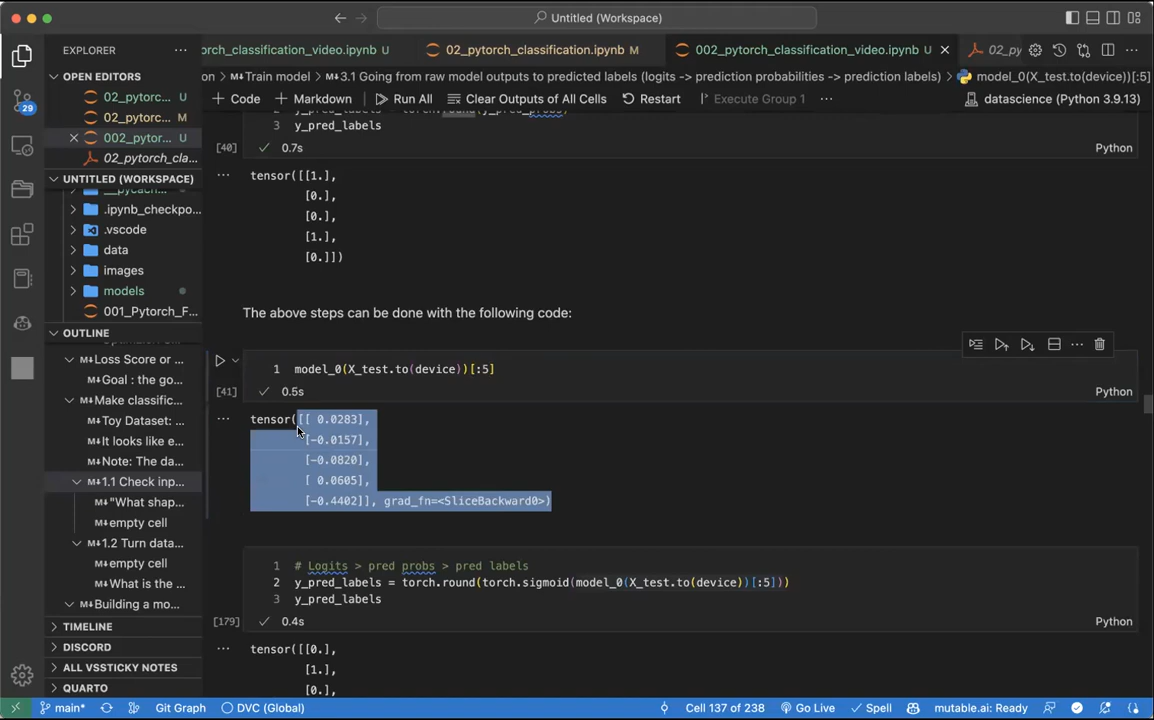 Untitled (Workspace)
EXPLORER
torch_classification_video.ipynb U
02_pytorch_classification.ipynb M
002_pytorch_classification_video.ipynb U
02_py
OPEN EDITORS
on > M↓Train model > M↓3.1 Going from raw model outputs to predicted labels (logits -> prediction probabilities -> prediction labels) > model_0(X_test.to(device))[:5]
02_pytorc... U
+ Code + Markdown Run All Clear Outputs of All Cells Restart Execute Group 1 ... datascience (Python 3.9.13)
02_pytorc... M
002_pytor... U
02_pytorch_cla...
3 y_pred_labels
[40] 0.7s Python
UNTITLED (WORKSPACE)
__pycach
.ipynb_checkpo...
.vscode
data
images
models
001_Pytorch_F...
tensor([[1.],
[0.],
[0.],
[1.],
[0.]])
The above steps can be done with the following code:
OUTLINE
M↓Loss Score or ...
M↓Goal : the go...
M↓Make classific...
M↓Toy Dataset: ...
M↓It looks like e...
M↓Note: The da...
M↓1.1 Check inp...
M↓"What shap...
M↓empty cell
M↓1.2 Turn data...
M↓empty cell
M↓What is the ...
M↓Building a mo...
1 model_0(X_test.to(device))[:5]
[41] 0.5s Python
tensor([[ 0.0283],
[-0.0157],
[-0.0820],
[ 0.0605],
[-0.4402]], grad_fn=<SliceBackward0>)
1 # Logits > pred probs > pred labels
2 y_pred_labels = torch.round(torch.sigmoid(model_0(X_test.to(device))[:5]))
3 y_pred_labels
[179] 0.4s Python
tensor([[0.],
[1.],
[0.],
TIMELINE
DISCORD
ALL VSSTICKY NOTES
QUARTO
29
main* Git Graph DVC (Global) Cell 137 of 238 Go Live Spell mutable.ai: Ready